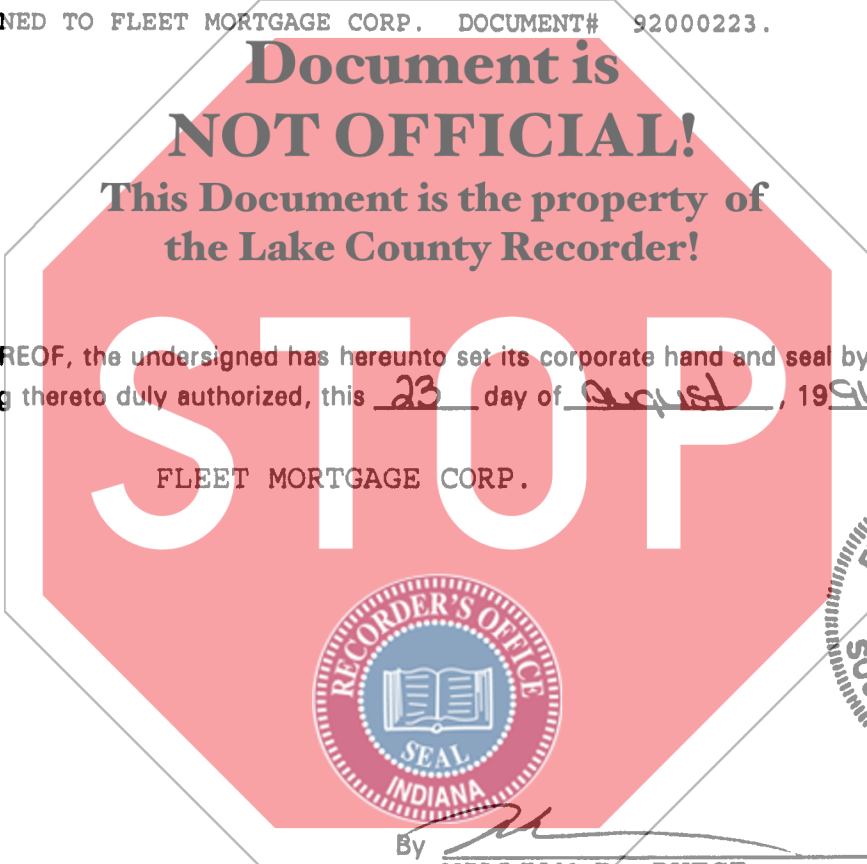 NED TO FLEET MORTGAGE CORP. DOCUMENT# 92000223.
Document is
NOT OFFICIAL!
This Document is the property of
the Lake County Recorder!
STOP
REOF, the undersigned has hereunto set its corporate hand and seal by
g thereto duly authorized, this 23 day of August, 19
FLEET MORTGAGE CORP.
RECORDER'S OFFICE
SEAL
INDIANA
By